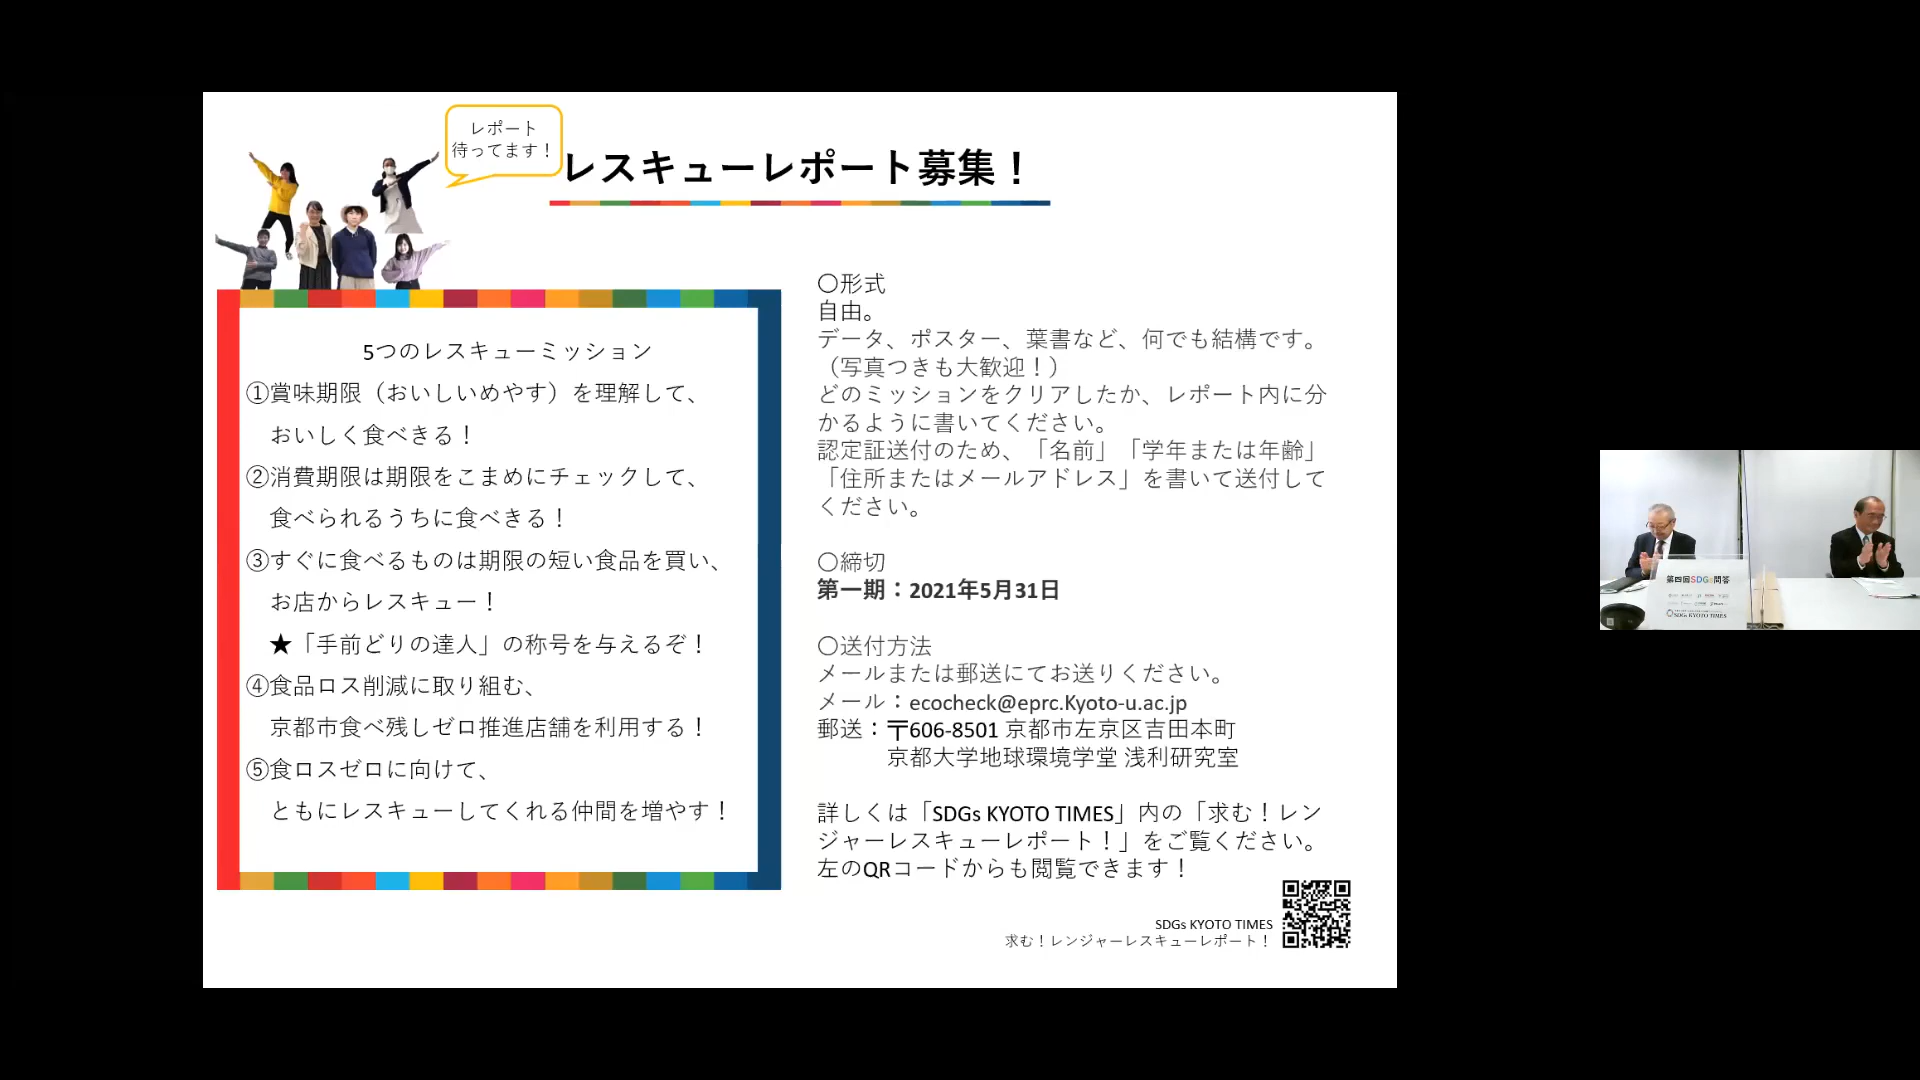 レポート
待ってます！
レスキューレポート募集！
5つのレスキューミッション
①賞味期限（おいしいめやす）を理解して、
おいしく食べきる！
②消費期限は期限をこまめにチェックして、
食べられるうちに食べきる！
③すぐに食べるものは期限の短い食品を買い、
お店からレスキュー！
★「手前どりの達人」の称号を与えるぞ！
④食品ロス削減に取り組む、
京都市食べ残しゼロ推進店舗を利用する！
⑤食ロスゼロに向けて、
ともにレスキューしてくれる仲間を増やす！
〇形式
自由。
データ、ポスター、葉書など、何でも結構です。
（写真つきも大歓迎！）
どのミッションをクリアしたか、レポート内に分
かるように書いてください。
認定証送付のため、「名前」「学年または年齢」
「住所またはメールアドレス」を書いて送付して
ください。
〇締切
第一期：2021年5月31日
〇送付方法
メールまたは郵送にてお送りください。
メール：ecocheck@eprc.Kyoto-u.ac.jp
郵送：〒606-8501 京都市左京区吉田本町
京都大学地球環境学堂 浅利研究室
詳しくは「SDGs KYOTO TIMES」内の「求む！レン
ジャーレスキューレポート！」をご覧ください。
左のQRコードからも閲覧できます！
SDGs KYOTO TIMES
求む！レンジャーレスキューレポート！
第四回SDGs問答
SDGs KYOTO TIMES